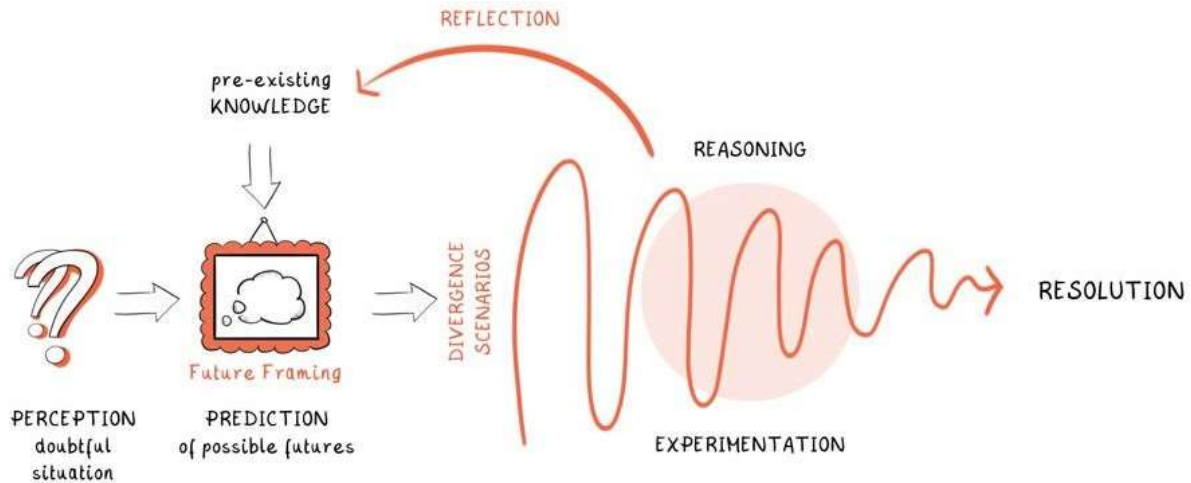 REFLECTION
pre-existing
KNOWLEDGE
REASONING
DIVERGENCE
SCENARIOS
RESOLUTION
Future Framing
PERCEPTION
doubtful
situation
PREDICTION
of possible futures
EXPERIMENTATION